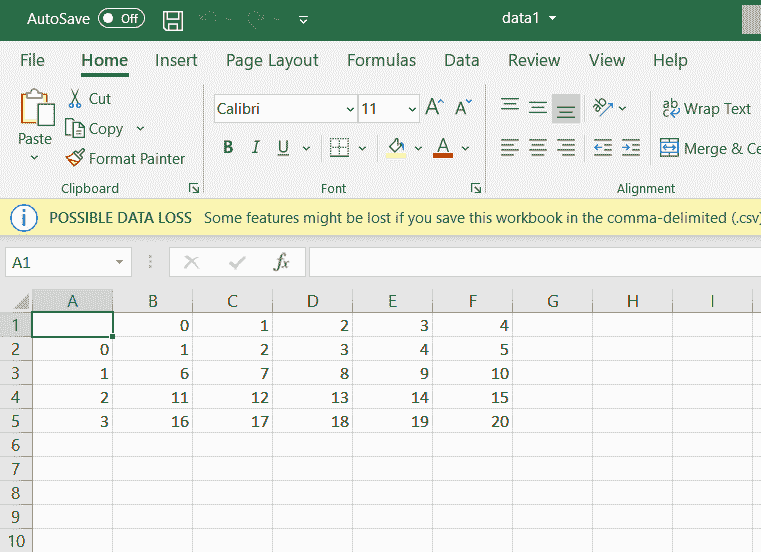 AutoSave Off data1
File Home Insert Page Layout Formulas Data Review View Help
Paste
Cut
Copy
Format Painter
Clipboard
Calibri 11 A A
B I U A
Font
ab Wrap Text
Merge & Ce
Alignment
i POSSIBLE DATA LOSS Some features might be lost if you save this workbook in the comma-delimited (.csv)
A1 fx
A B C D E F G H I
1 0 1 2 3 4
2 0 1 2 3 4 5
3 1 6 7 8 9 10
4 2 11 12 13 14 15
5 3 16 17 18 19 20
6
7
8
9
10